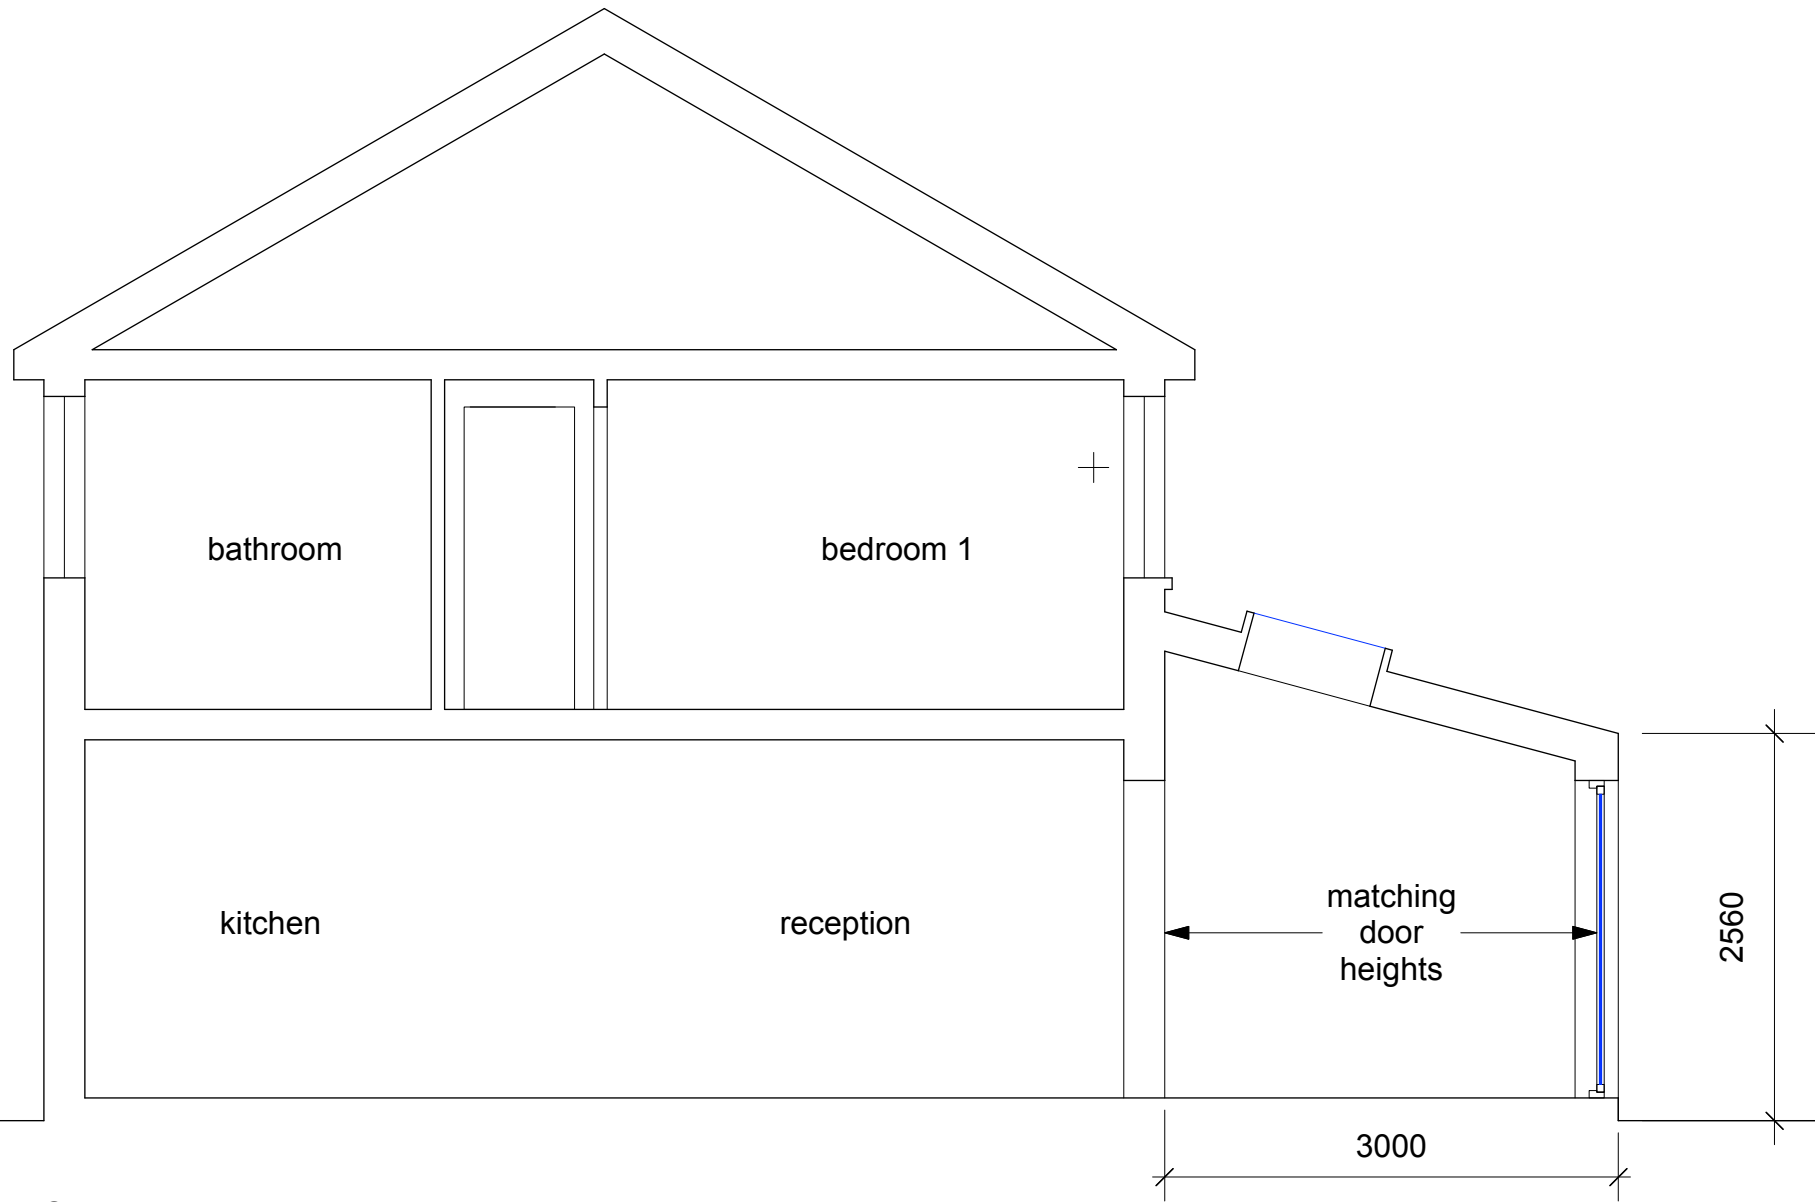 bathroom
bedroom 1
kitchen
reception
matching
door
heights
2560
3000